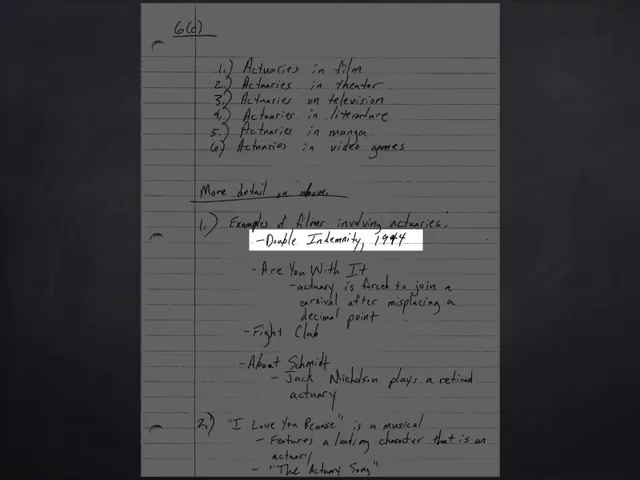 6(c)
1.) Actuaries in film
2.) Actuaries in theater
3.) Actuaries on television
4.) Actuaries in literature
5.) Actuaries in manga
6.) Actuaries in video games
More detail on above
1.) Examples of films involving actuaries:
-Double Indemnity, 1944
-Are You With It
-actuary is forced to join a
carnival after misplacing a
decimal point
-Fight Club
-About Schmidt
-Jack Nicholson plays a retired
actuary
2.) "I Love You Because" is a musical
-Features a leading character that is an
actuary
-"The Actuary Song"